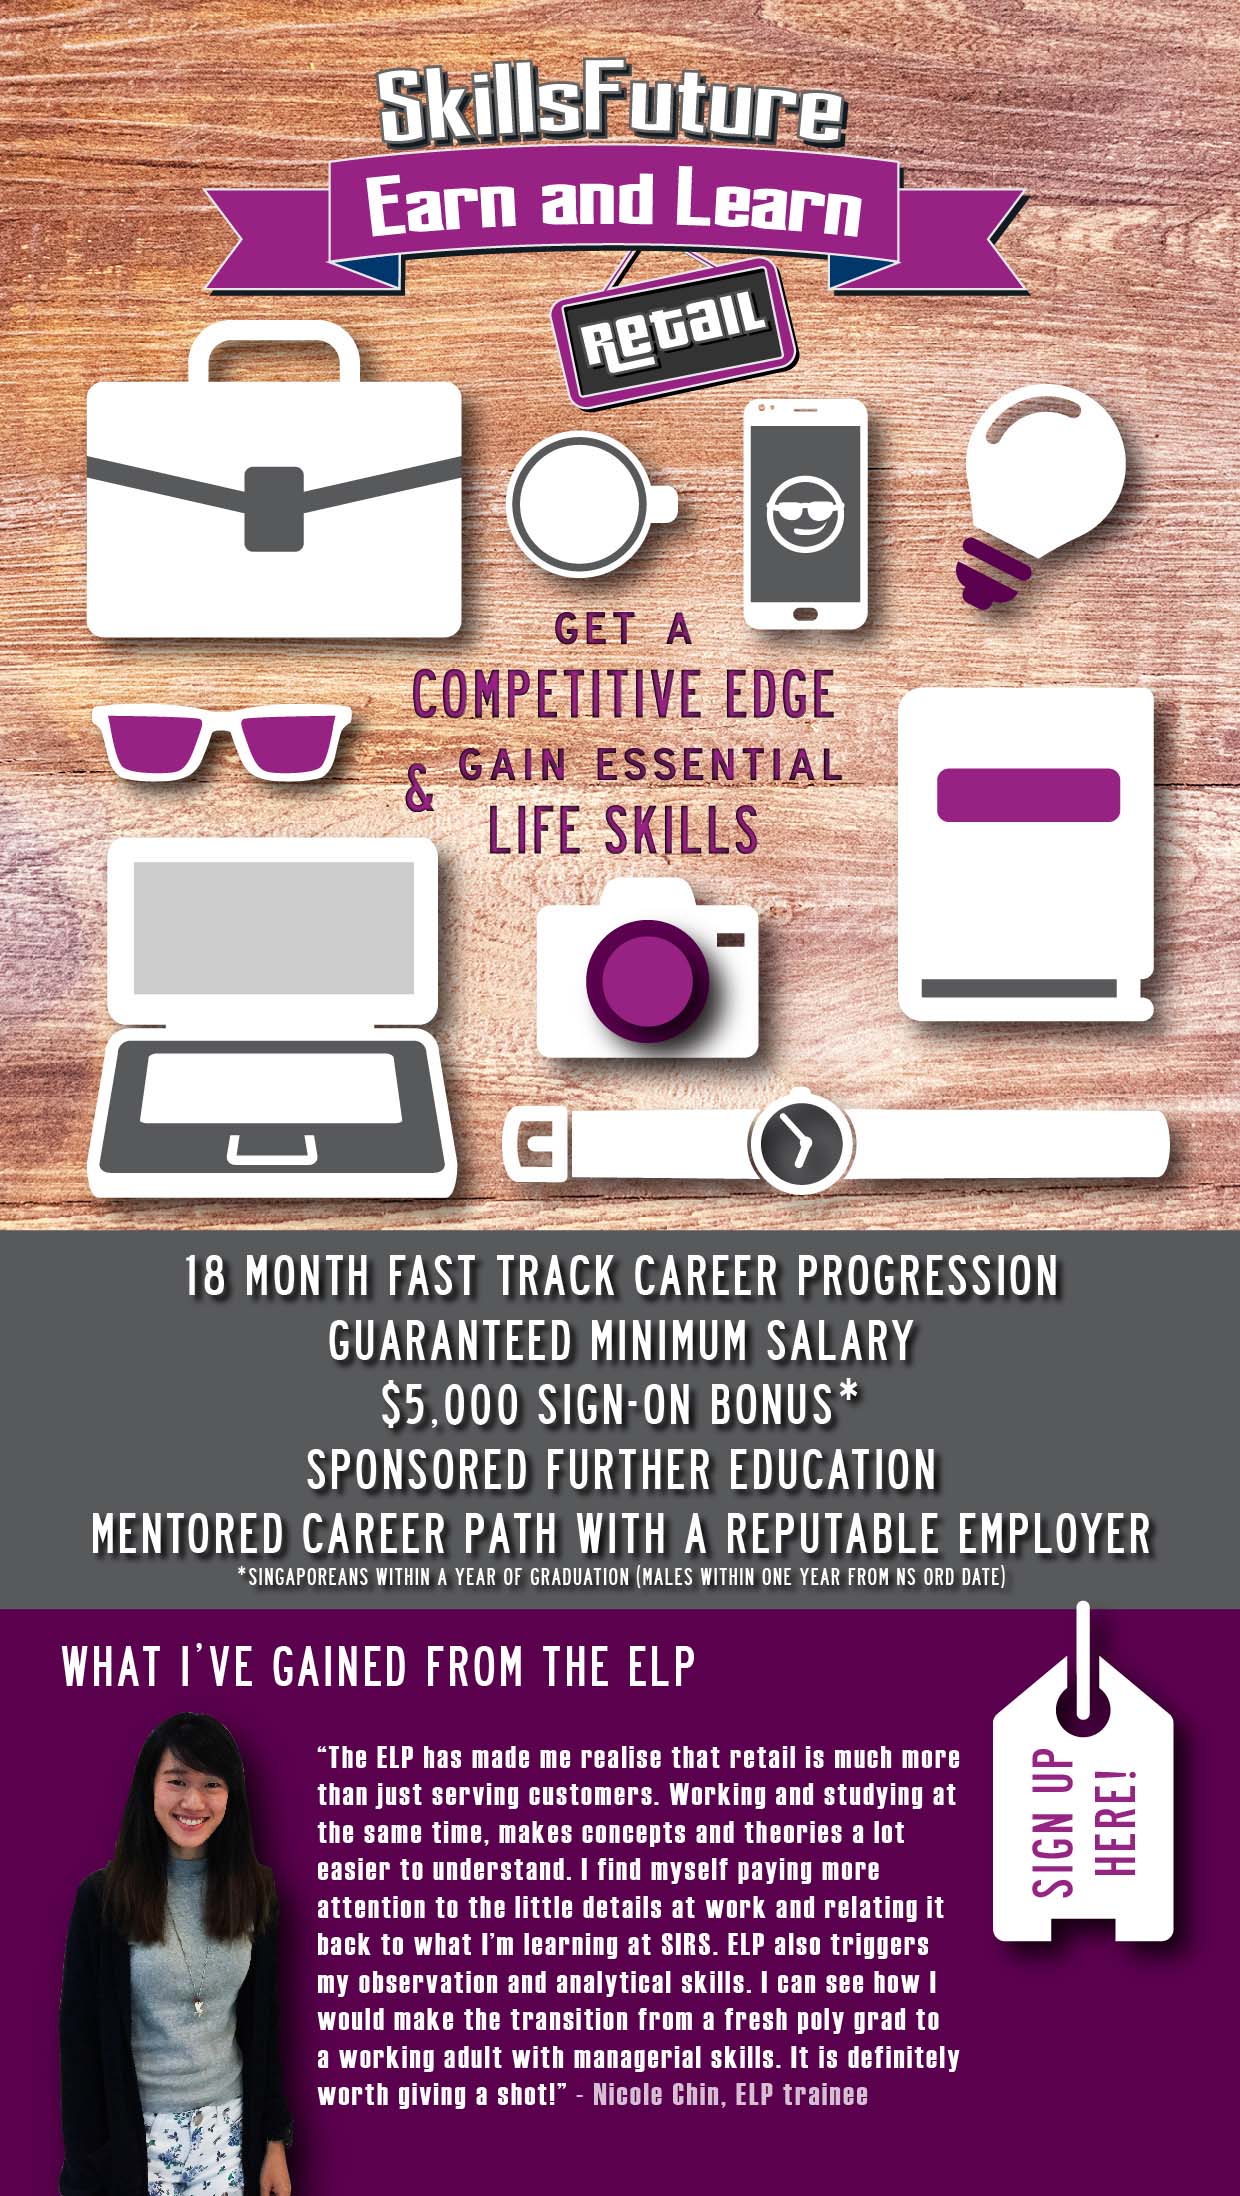 SkillsFuture
Earn and Learn
Retail
GET A
COMPETITIVE EDGE
& GAIN ESSENTIAL
LIFE SKILLS
18 MONTH FAST TRACK CAREER PROGRESSION
GUARANTEED MINIMUM SALARY
$5,000 SIGN-ON BONUS*
SPONSORED FURTHER EDUCATION
MENTORED CAREER PATH WITH A REPUTABLE EMPLOYER
*SINGAPOREANS WITHIN A YEAR OF GRADUATION (MALES WITHIN ONE YEAR FROM NS ORD DATE)
WHAT I'VE GAINED FROM THE ELP
“The ELP has made me realise that retail is much more
than just serving customers. Working and studying at
the same time, makes concepts and theories a lot
easier to understand. I find myself paying more
attention to the little details at work and relating it
back to what I’m learning at SIRS. ELP also triggers
my observation and analytical skills. I can see how I
would make the transition from a fresh poly grad to
a working adult with managerial skills. It is definitely
worth giving a shot!” - Nicole Chin, ELP trainee
SIGN UP
HERE!